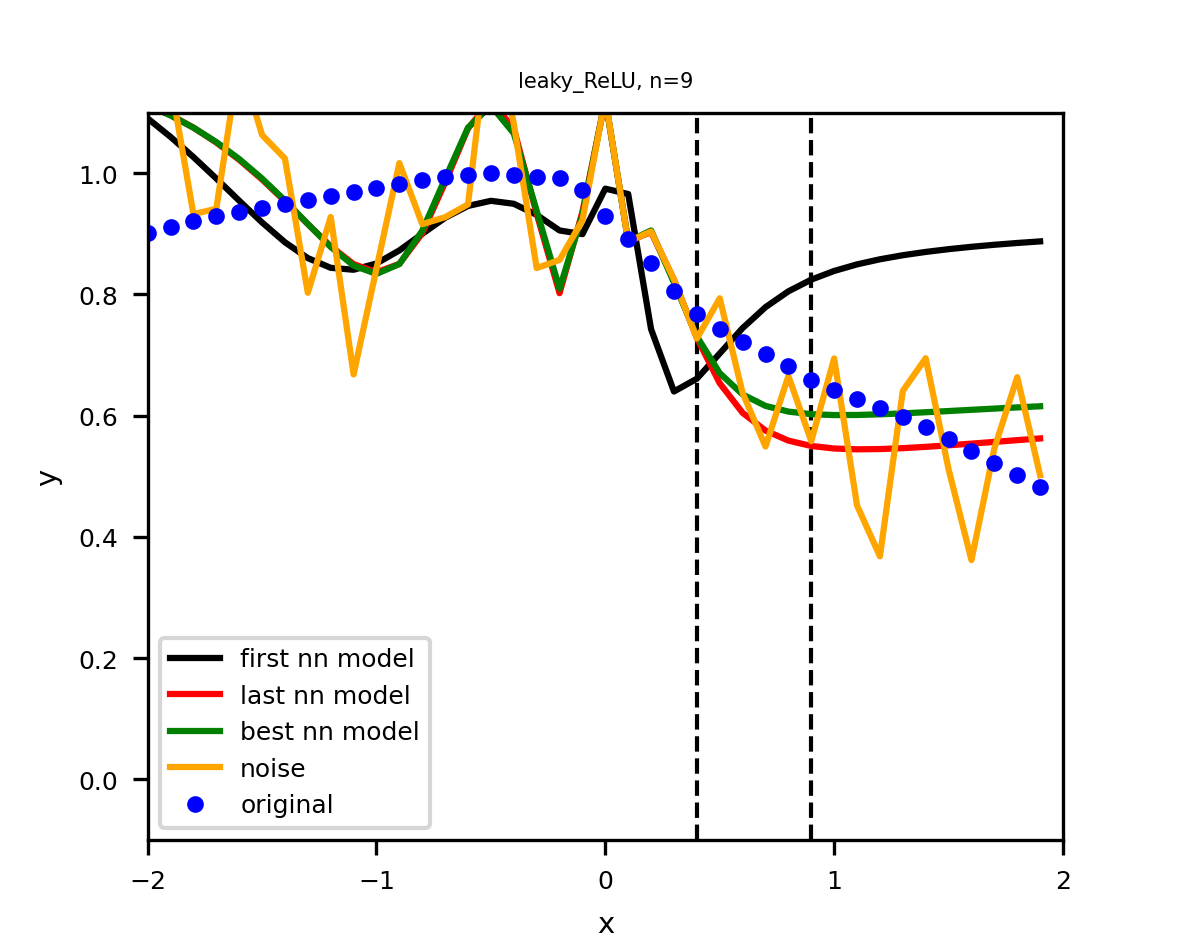 leaky_ReLU, n=9
1.0
0.8
0.6
0.4
0.2
0.0
y
first nn model
last nn model
best nn model
noise
original
−2
−1
0
1
2
x